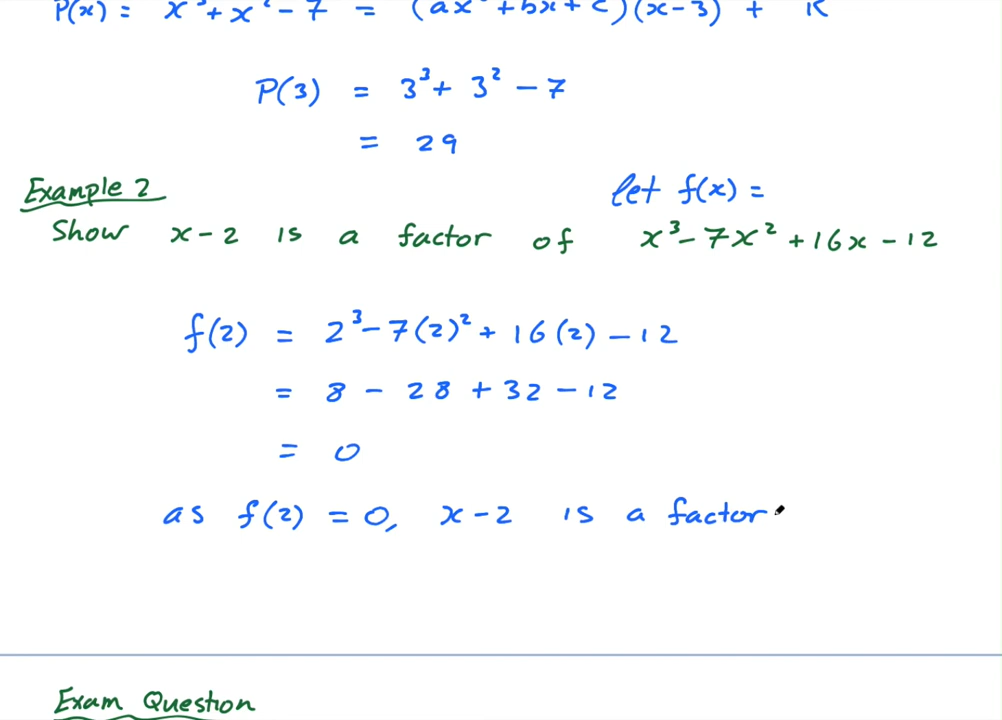 P(x) = x³ + x² - 7 = (ax² + bx + c)(x-3) + R
P(3) = 3³ + 3² - 7
= 29
Example 2
let f(x) =
Show x-2 is a factor of x³ - 7x² + 16x - 12
f(2) = 2³ - 7(2)² + 16(2) - 12
= 8 - 28 + 32 - 12
= 0
as f(2) = 0, x-2 is a factor
Exam Question